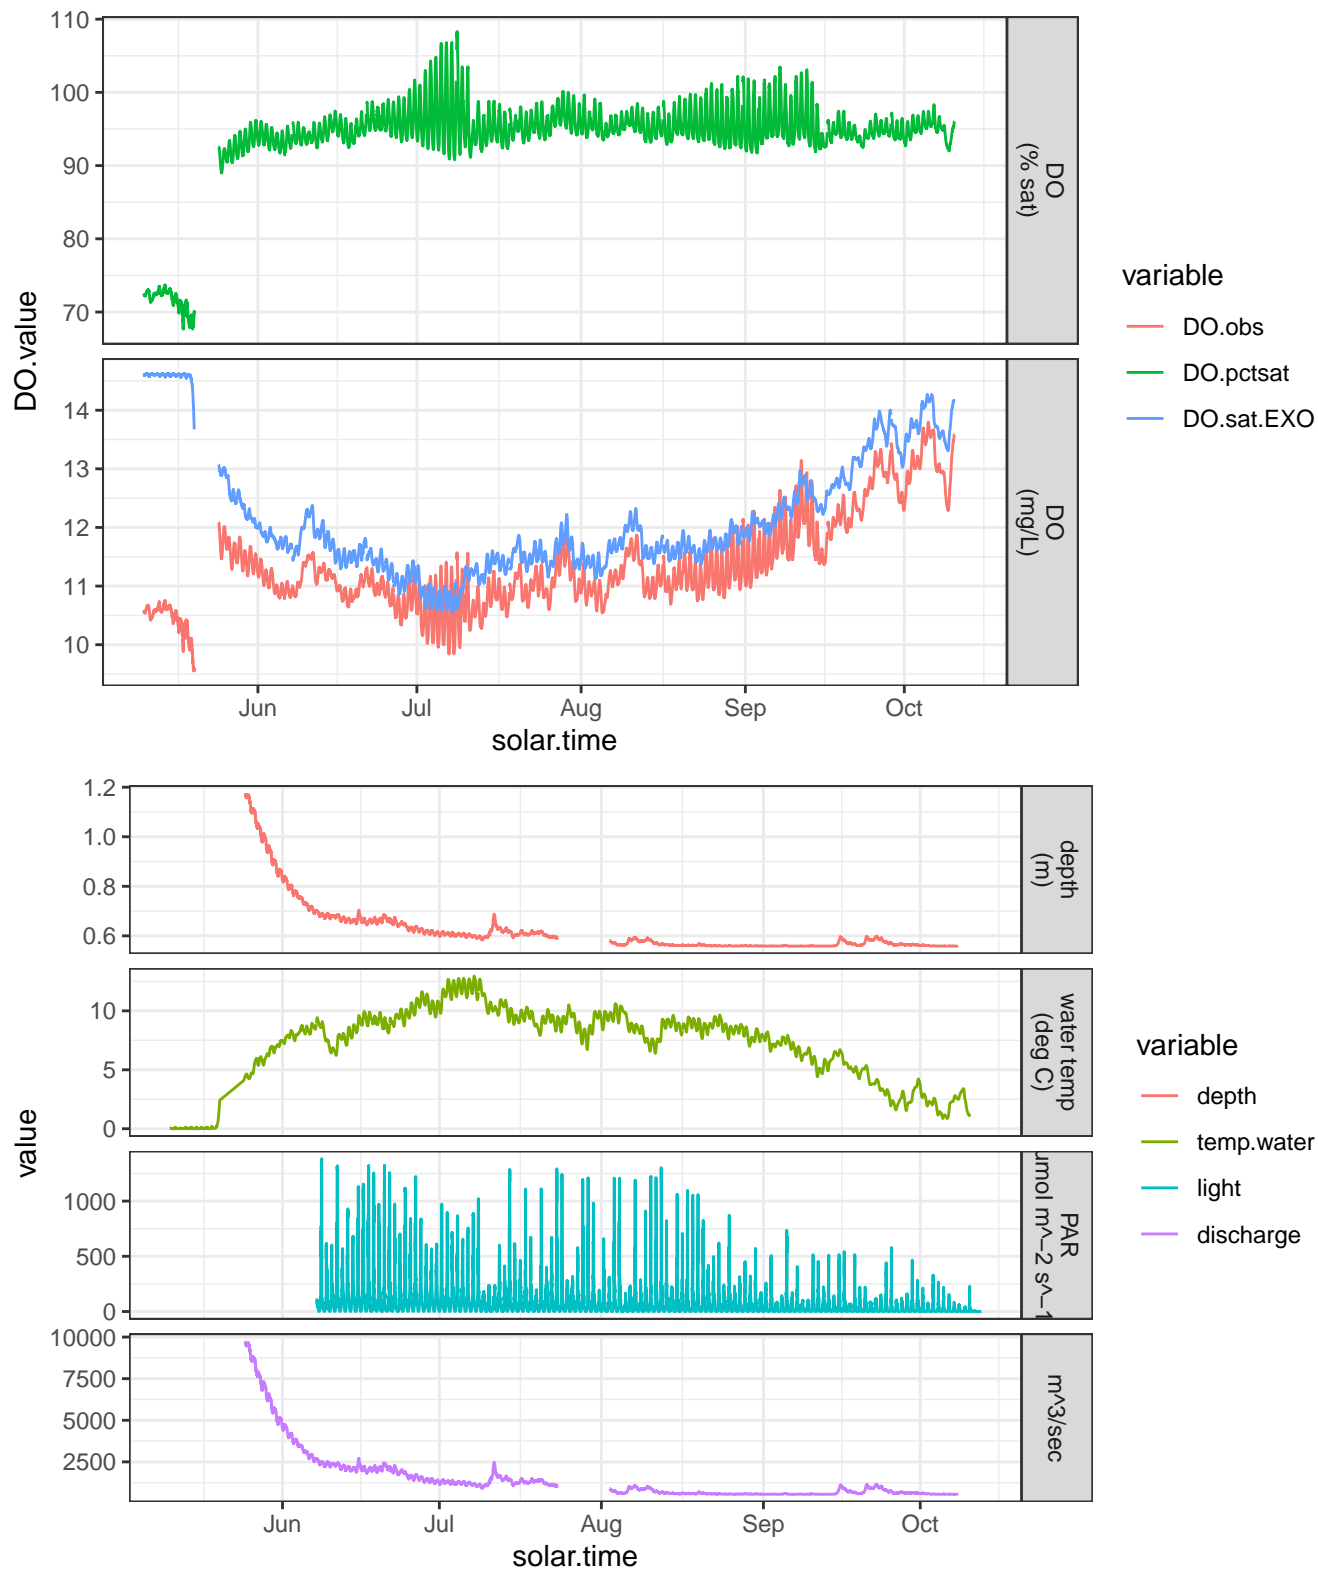 110
100
90
80
70
DO
(% sat)
DO.value
14
13
12
11
10
DO
(mg/L)
Jun Jul Aug Sep Oct
solar.time
variable
DO.obs
DO.pctsat
DO.sat.EXO
1.2
1.0
0.8
0.6
depth
(m)
10
5
0
water temp
(deg C)
value
1000
500
0
PAR
umol m^−2 s^−1
10000
7500
5000
2500
m^3/sec
Jun Jul Aug Sep Oct
solar.time
variable
depth
temp.water
light
discharge